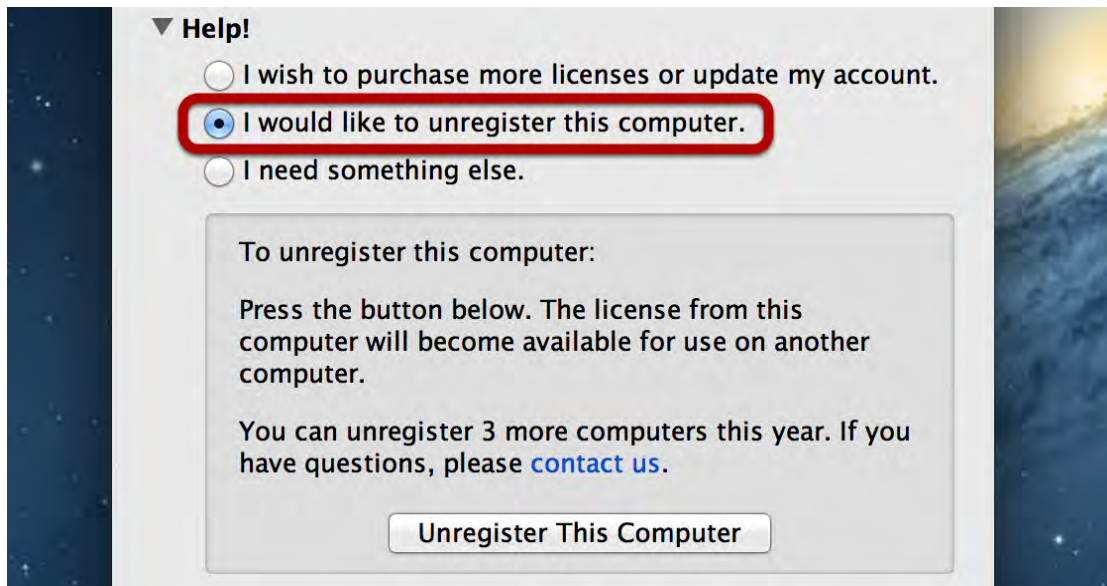 Help!
I wish to purchase more licenses or update my account.
I would like to unregister this computer.
I need something else.
To unregister this computer:
Press the button below. The license from this
computer will become available for use on another
computer.
You can unregister 3 more computers this year. If you
have questions, please contact us.
Unregister This Computer